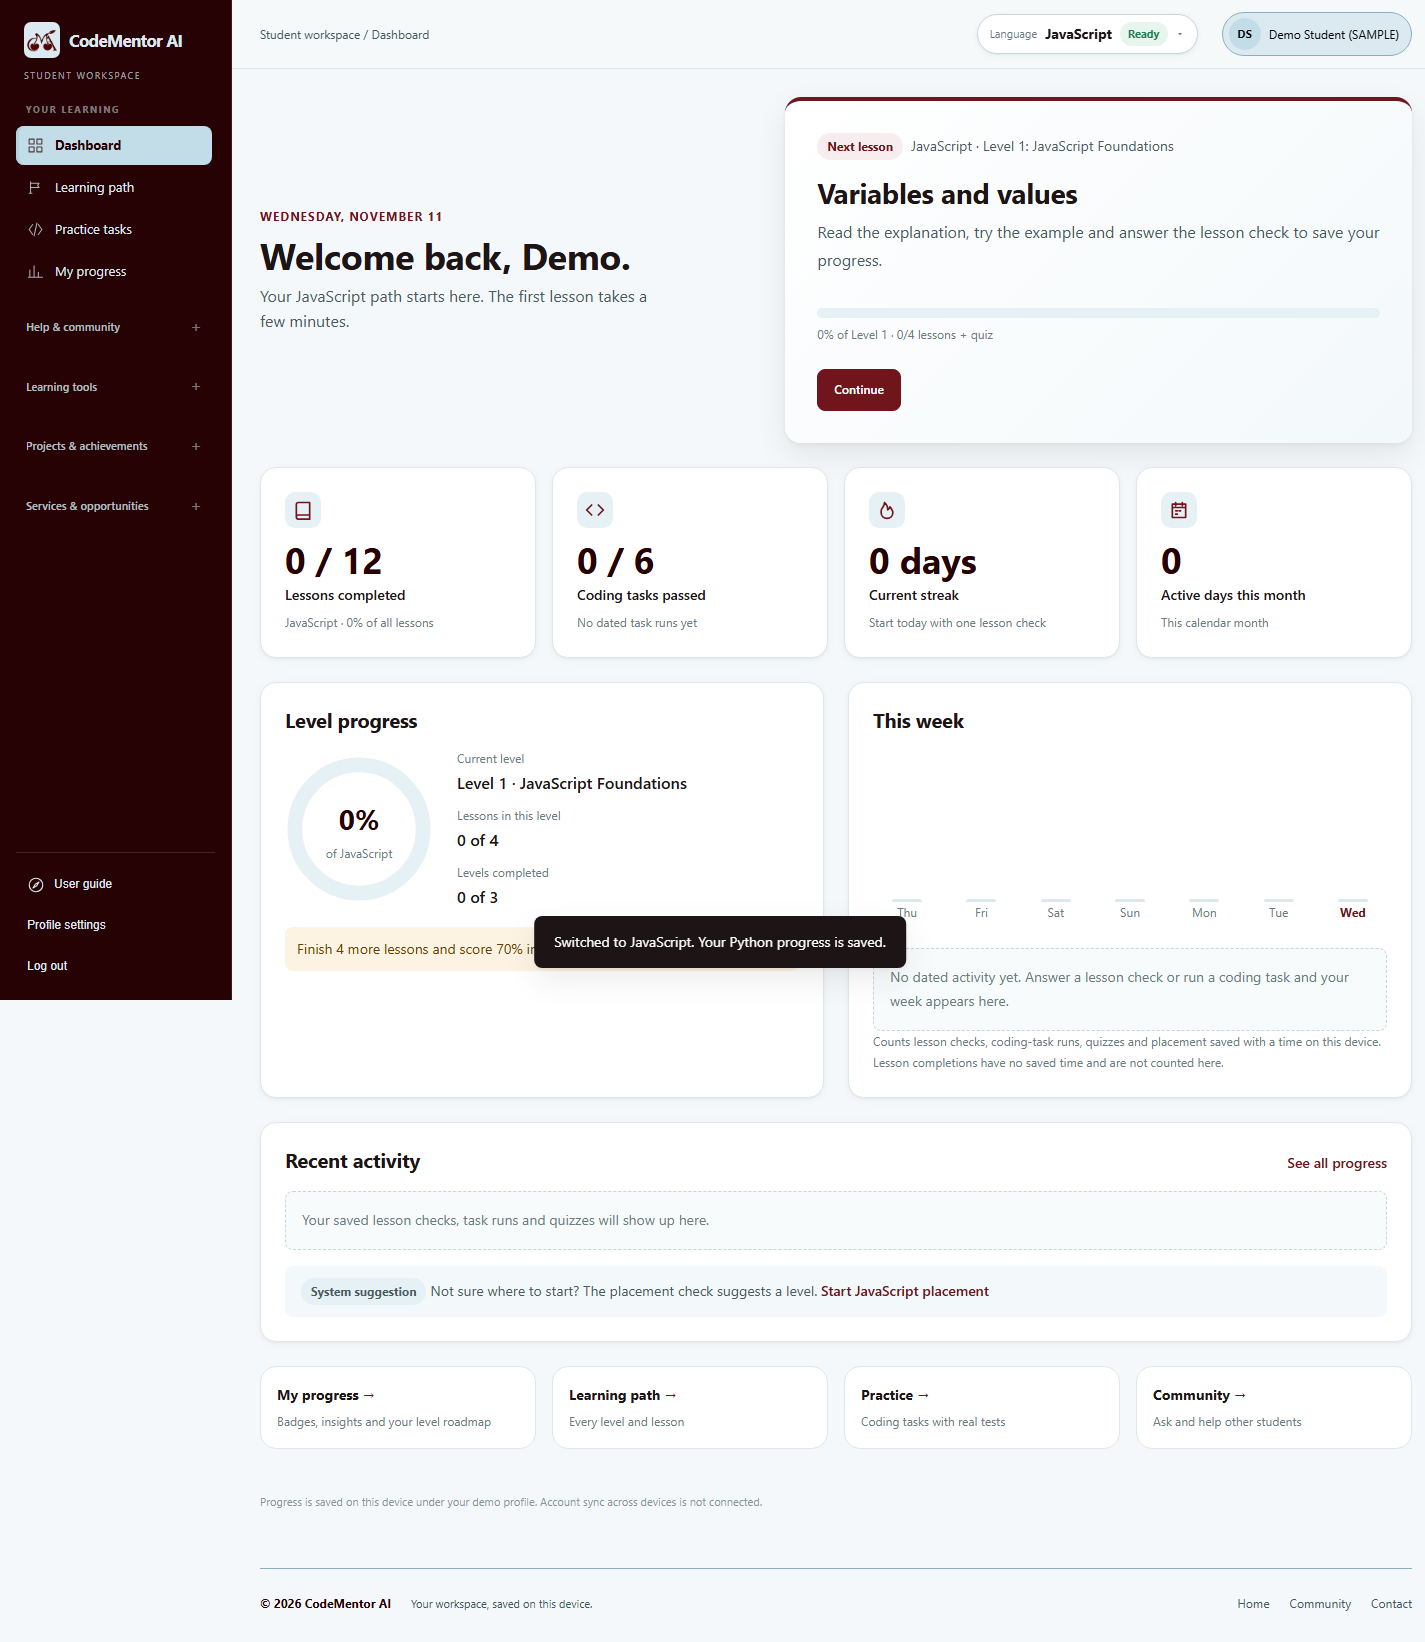 CodeMentor AI
STUDENT WORKSPACE
YOUR LEARNING
Dashboard
Learning path
Practice tasks
My progress
Help & community +
Learning tools +
Projects & achievements +
Services & opportunities +
User guide
Profile settings
Log out
Student workspace / Dashboard
Language JavaScript Ready
DS Demo Student (SAMPLE)
WEDNESDAY, NOVEMBER 11
Welcome back, Demo.
Your JavaScript path starts here. The first lesson takes a
few minutes.
Next lesson JavaScript · Level 1: JavaScript Foundations
Variables and values
Read the explanation, try the example and answer the lesson check to save your
progress.
0% of Level 1 · 0/4 lessons + quiz
Continue
0 / 12
Lessons completed
JavaScript · 0% of all lessons
0 / 6
Coding tasks passed
No dated task runs yet
0 days
Current streak
Start today with one lesson check
0
Active days this month
This calendar month
Level progress
0%
of JavaScript
Current level
Level 1 · JavaScript Foundations
Lessons in this level
0 of 4
Levels completed
0 of 3
Finish 4 more lessons and score 70% in
This week
Thu Fri Sat Sun Mon Tue Wed
Switched to JavaScript. Your Python progress is saved.
No dated activity yet. Answer a lesson check or run a coding task and your
week appears here.
Counts lesson checks, coding-task runs, quizzes and placement saved with a time on this device.
Lesson completions have no saved time and are not counted here.
Recent activity
See all progress
Your saved lesson checks, task runs and quizzes will show up here.
System suggestion Not sure where to start? The placement check suggests a level. Start JavaScript placement
My progress →
Badges, insights and your level roadmap
Learning path →
Every level and lesson
Practice →
Coding tasks with real tests
Community →
Ask and help other students
Progress is saved on this device under your demo profile. Account sync across devices is not connected.
© 2026 CodeMentor AI Your workspace, saved on this device.
Home Community Contact